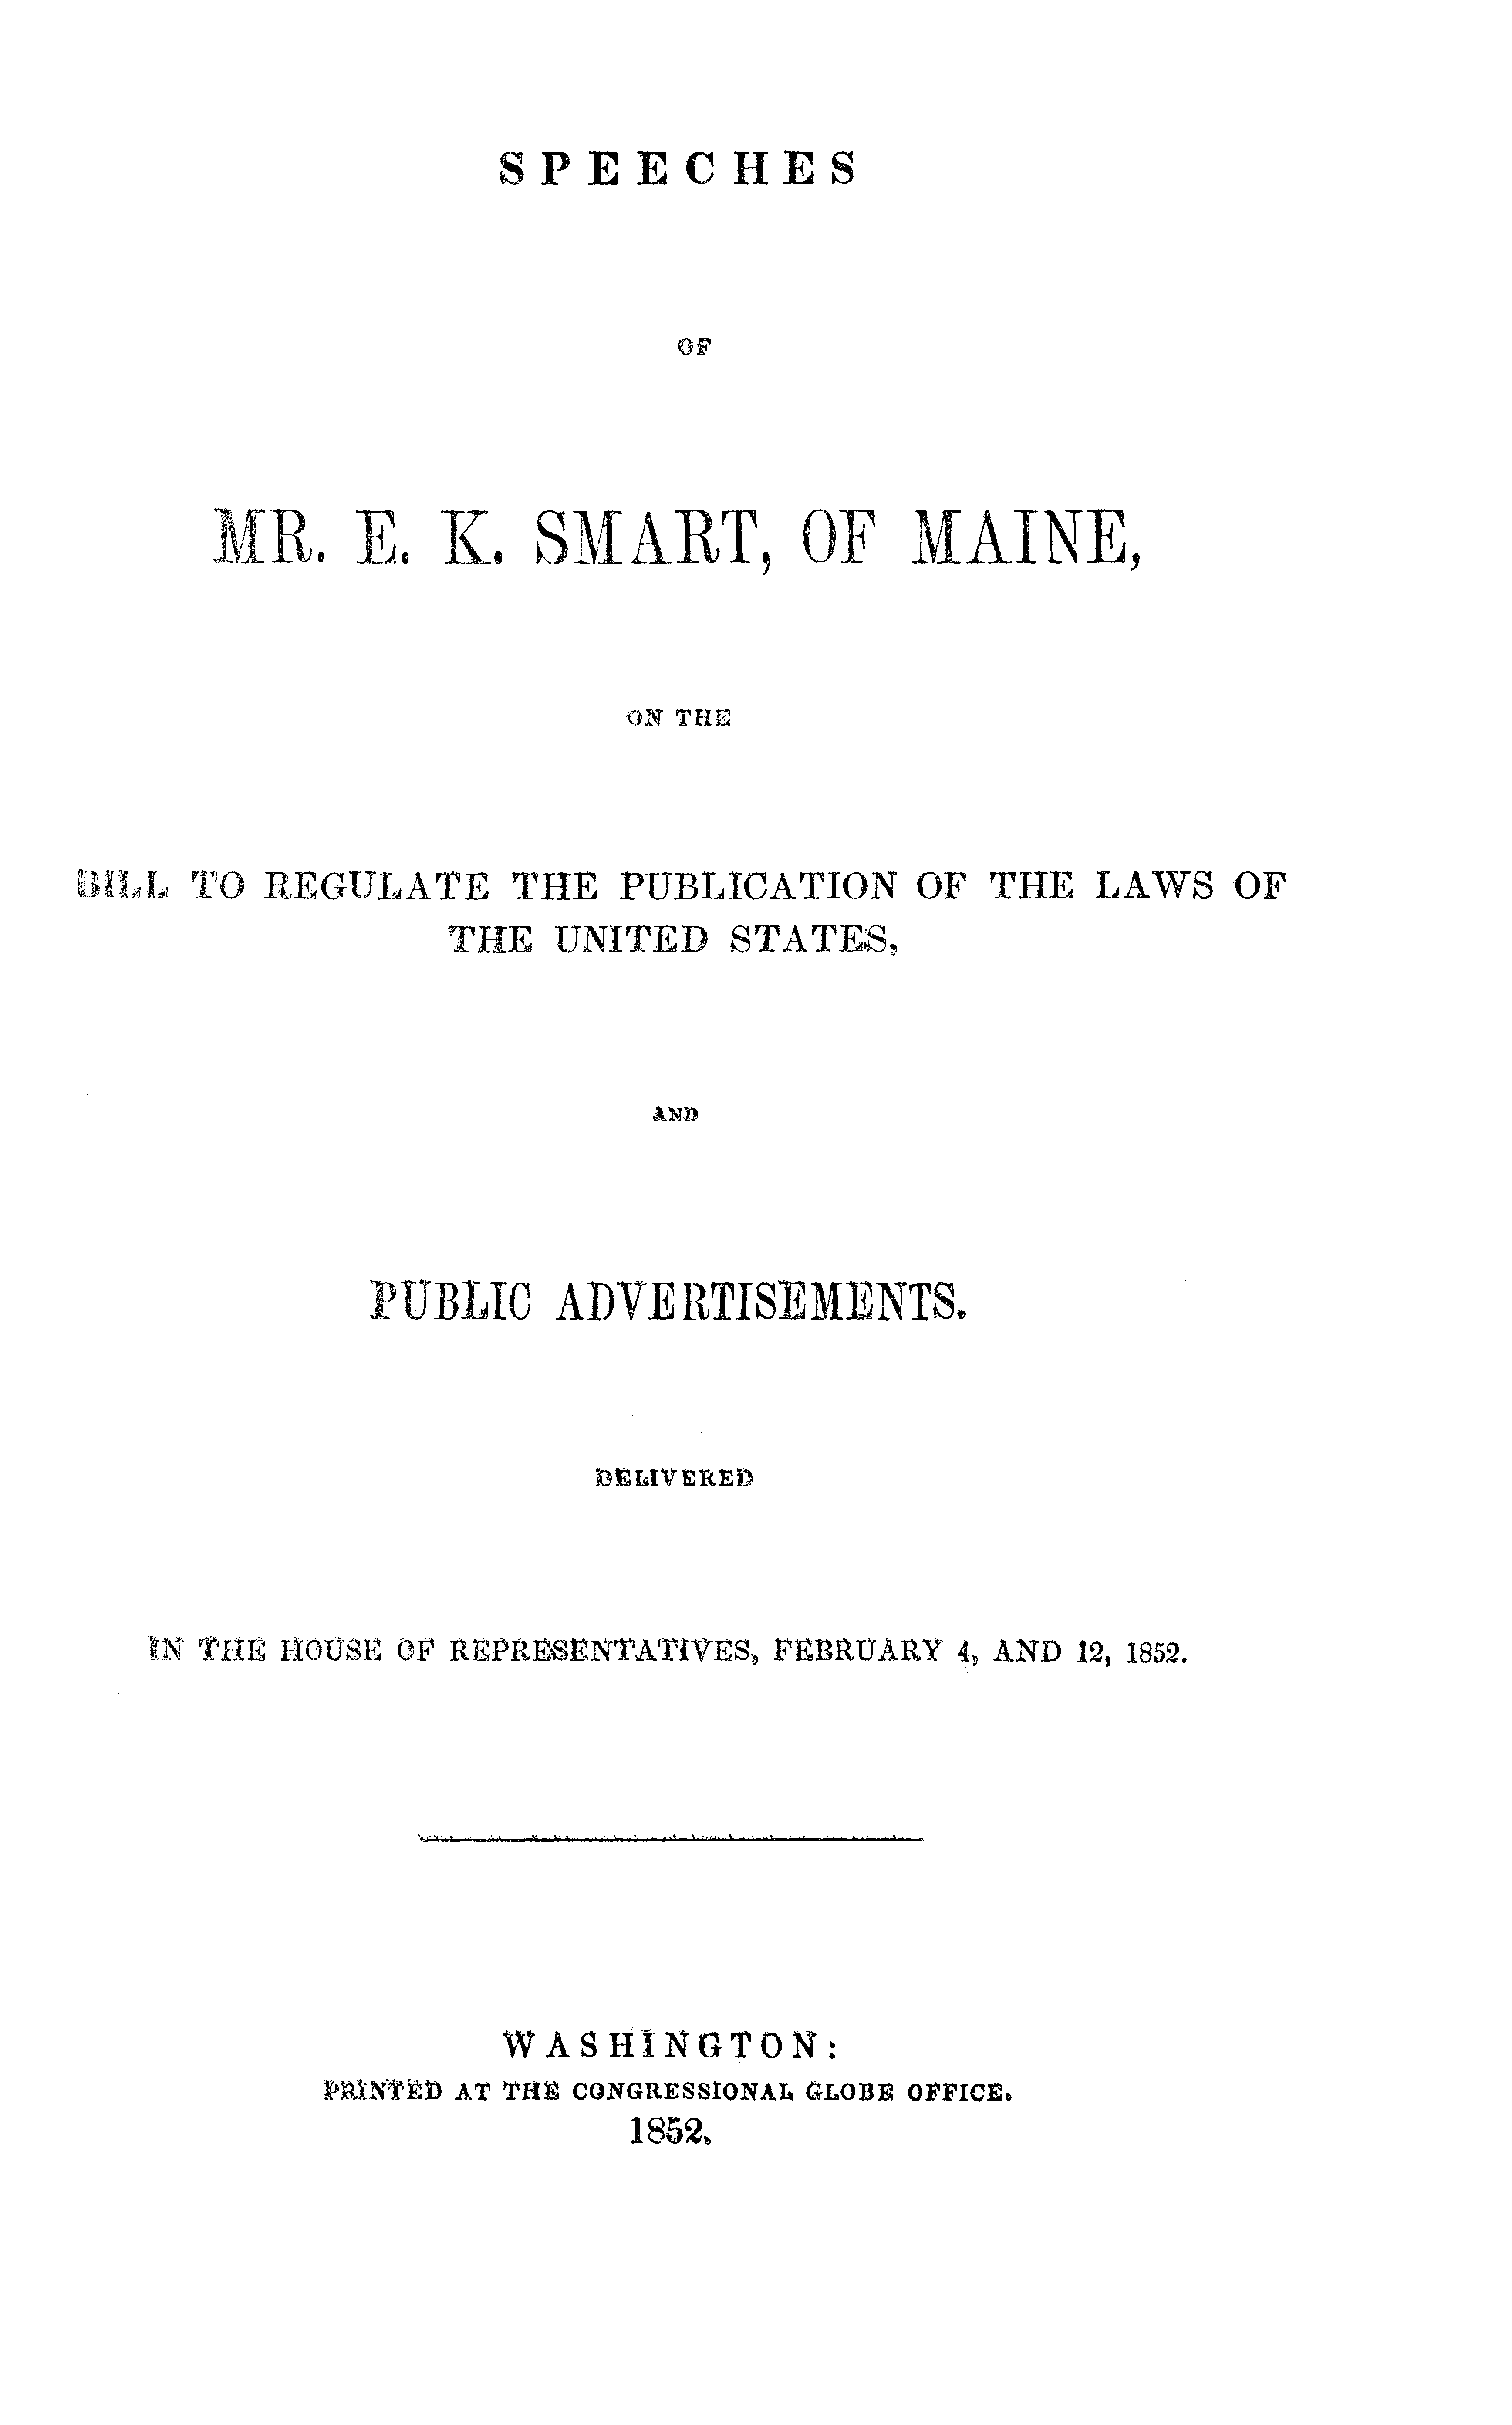 SPEECHES
OF
MR. E. K. SMART, OF MAINE,
ON THE
BILL TO REGULATE THE PUBLICATION OF THE LAWS OF
THE UNITED STATES,
AND
PUBLIC ADVERTISEMENTS.
DELIVERED
IN THE HOUSE OF REPRESENTATIVES, FEBRUARY 4, AND 12, 1852.
WASHINGTON:
PRINTED AT THE CONGRESSIONAL GLOBE OFFICE.
1852.